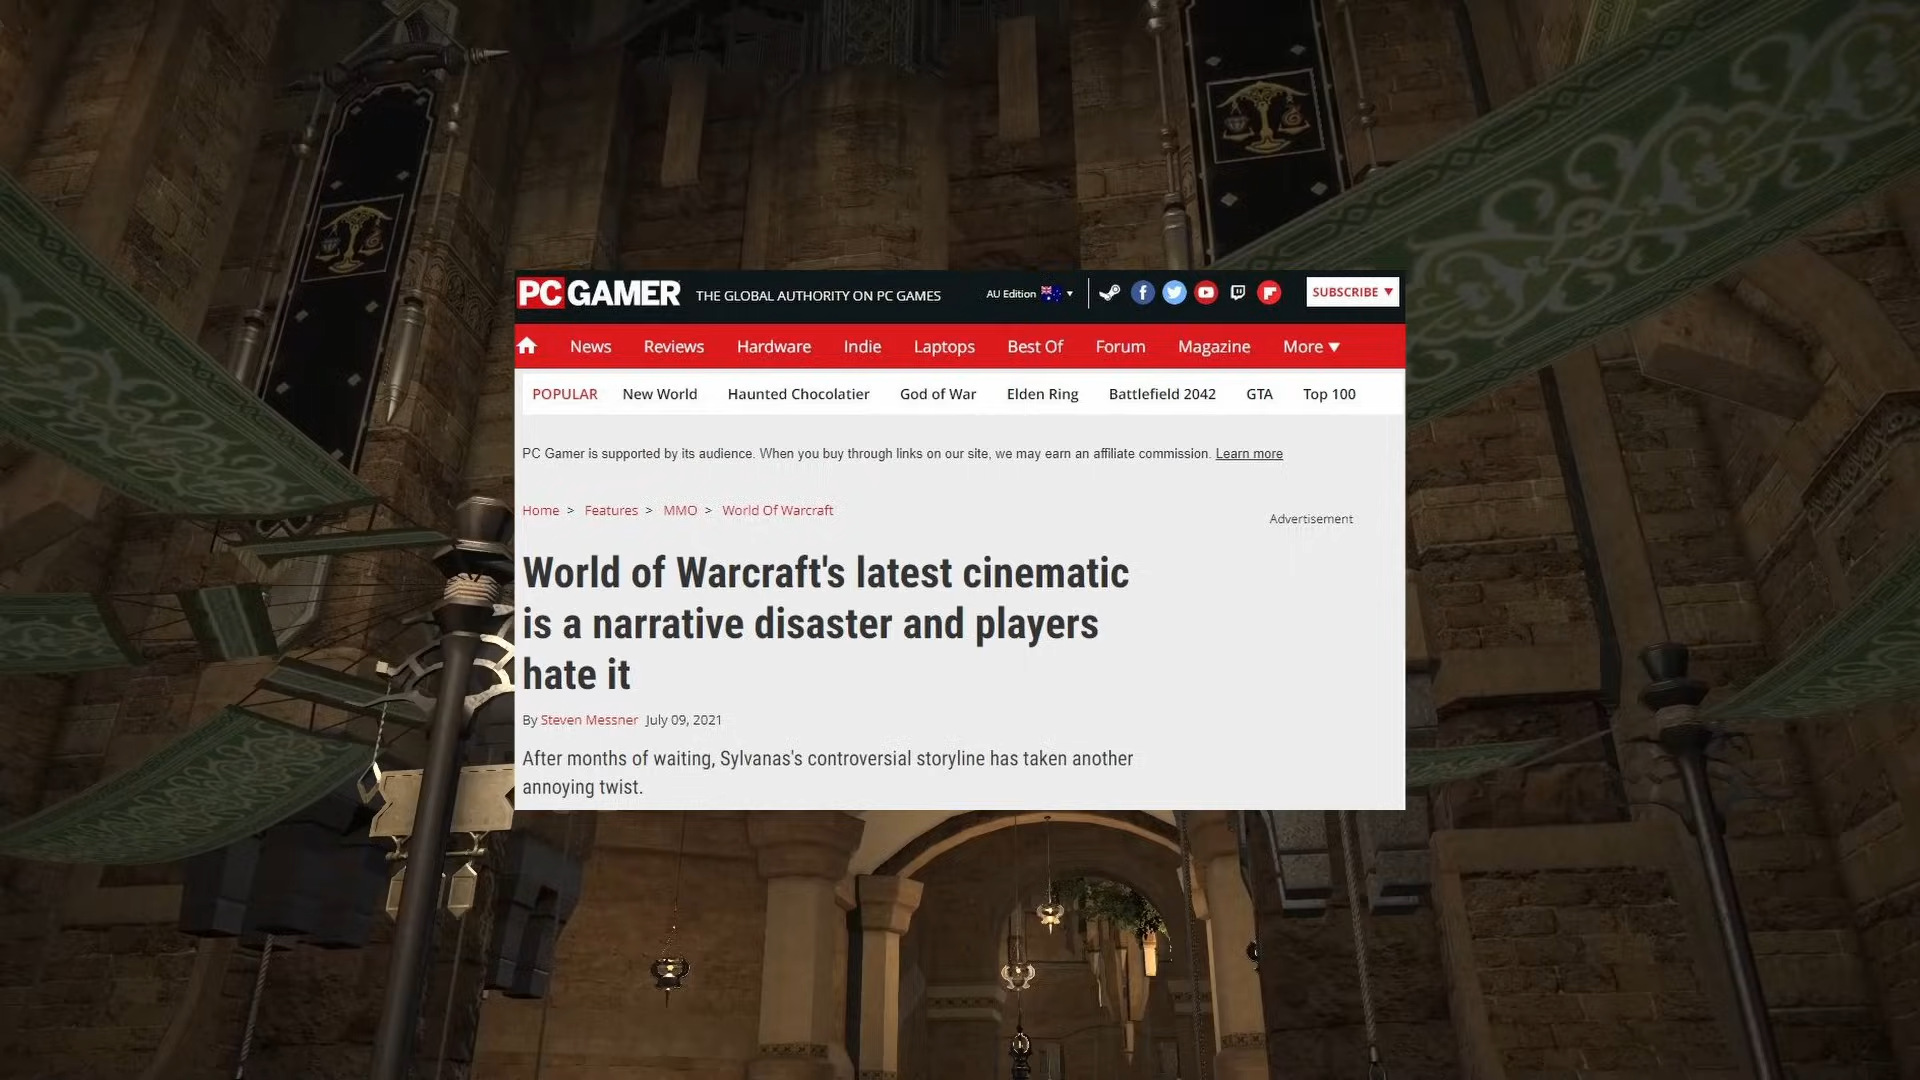 PC GAMER THE GLOBAL AUTHORITY ON PC GAMES AU Edition SUBSCRIBE
News Reviews Hardware Indie Laptops Best Of Forum Magazine More
POPULAR New World Haunted Chocolatier God of War Elden Ring Battlefield 2042 GTA Top 100
PC Gamer is supported by its audience. When you buy through links on our site, we may earn an affiliate commission. Learn more
Home > Features > MMO > World Of Warcraft
Advertisement
World of Warcraft's latest cinematic
is a narrative disaster and players
hate it
By Steven Messner July 09, 2021
After months of waiting, Sylvanas's controversial storyline has taken another
annoying twist.